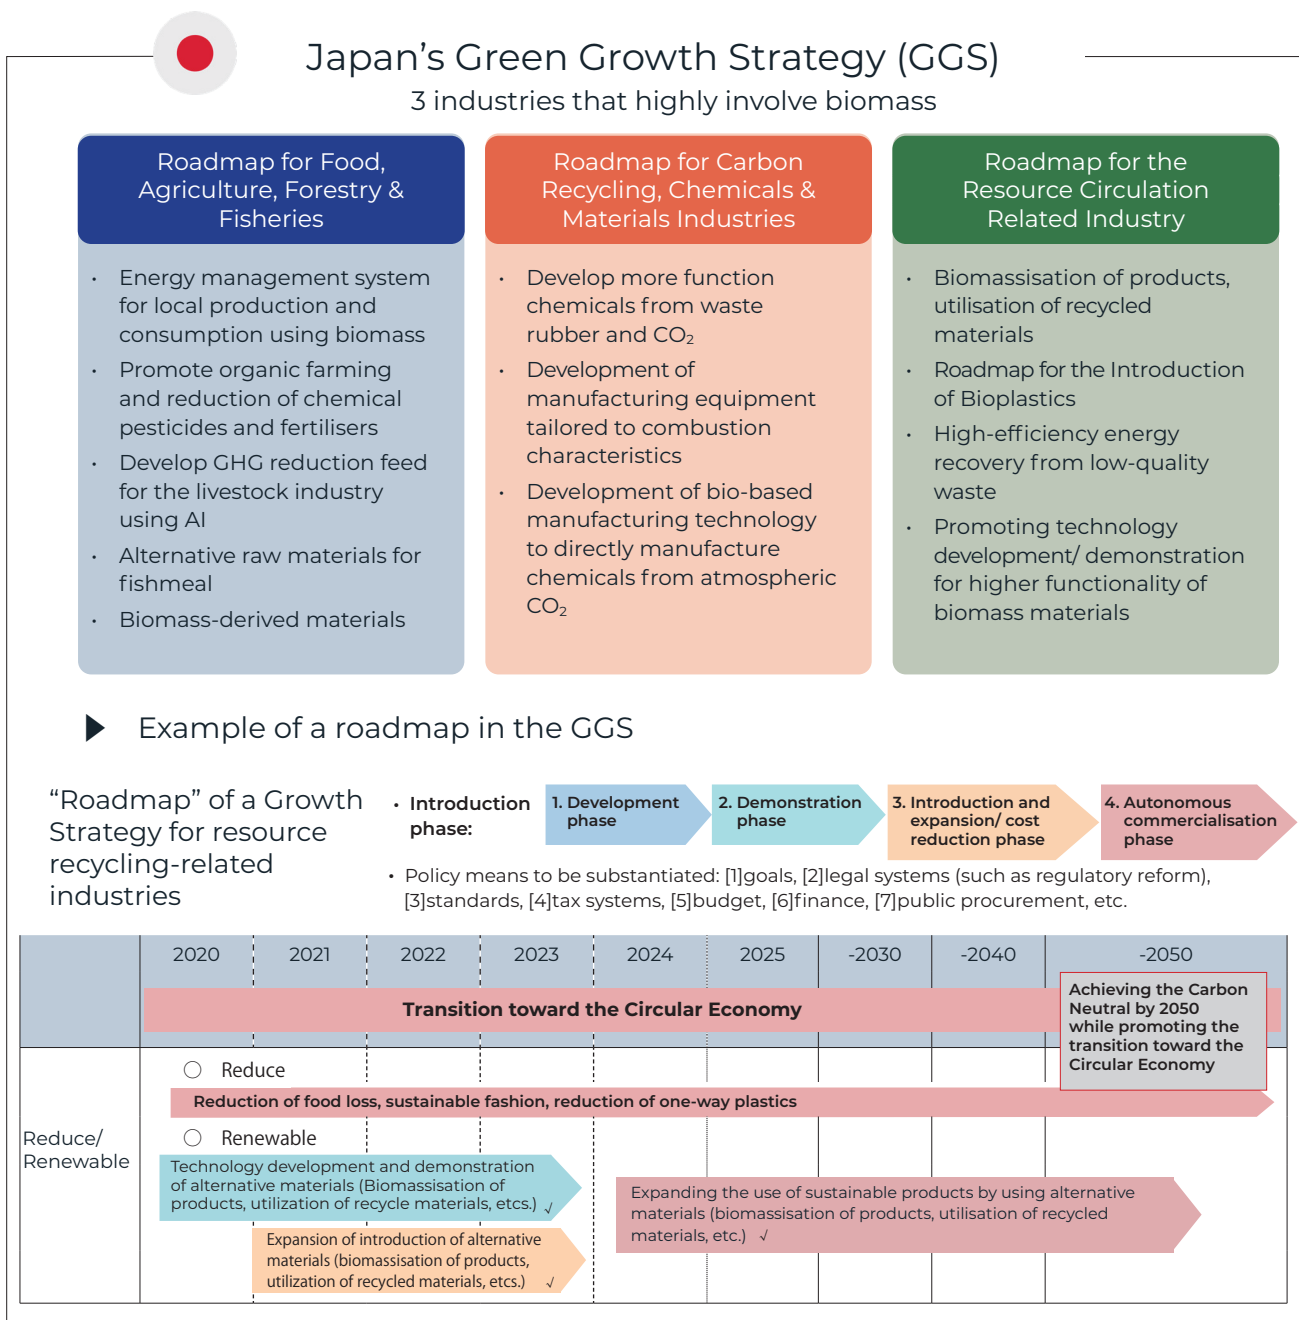 Japan's Green Growth Strategy (GGS)
3 industries that highly involve biomass
Roadmap for Food,
Agriculture, Forestry &
Fisheries
• Energy management system
for local production and
consumption using biomass
• Promote organic farming
and reduction of chemical
pesticides and fertilisers
• Develop GHG reduction feed
for the livestock industry
using AI
• Alternative raw materials for
fishmeal
• Biomass-derived materials
Roadmap for Carbon
Recycling, Chemicals &
Materials Industries
• Develop more function
chemicals from waste
rubber and CO₂
• Development of
manufacturing equipment
tailored to combustion
characteristics
• Development of bio-based
manufacturing technology
to directly manufacture
chemicals from atmospheric
CO₂
Roadmap for the
Resource Circulation
Related Industry
• Biomassisation of products,
utilisation of recycled
materials
• Roadmap for the Introduction
of Bioplastics
• High-efficiency energy
recovery from low-quality
waste
• Promoting technology
development/ demonstration
for higher functionality of
biomass materials
Example of a roadmap in the GGS
“Roadmap” of a Growth
Strategy for resource
recycling-related
industries
• Introduction
phase:
1. Development
phase
2. Demonstration
phase
3. Introduction and
expansion/ cost
reduction phase
4. Autonomous
commercialisation
phase
• Policy means to be substantiated: [1]goals, [2]legal systems (such as regulatory reform),
[3]standards, [4]tax systems, [5]budget, [6]finance, [7]public procurement, etc.
2020 2021 2022 2023 2024 2025 -2030 -2040 -2050
Transition toward the Circular Economy
Achieving the Carbon
Neutral by 2050
while promoting the
transition toward the
Circular Economy
Reduce/
Renewable
○ Reduce
Reduction of food loss, sustainable fashion, reduction of one-way plastics
○ Renewable
Technology development and demonstration
of alternative materials (Biomassisation of
products, utilization of recycle materials, etcs.) √
Expansion of introduction of alternative
materials (biomassisation of products,
utilization of recycled materials, etcs.) √
Expanding the use of sustainable products by using alternative
materials (biomassisation of products, utilisation of recycled
materials, etc.) √